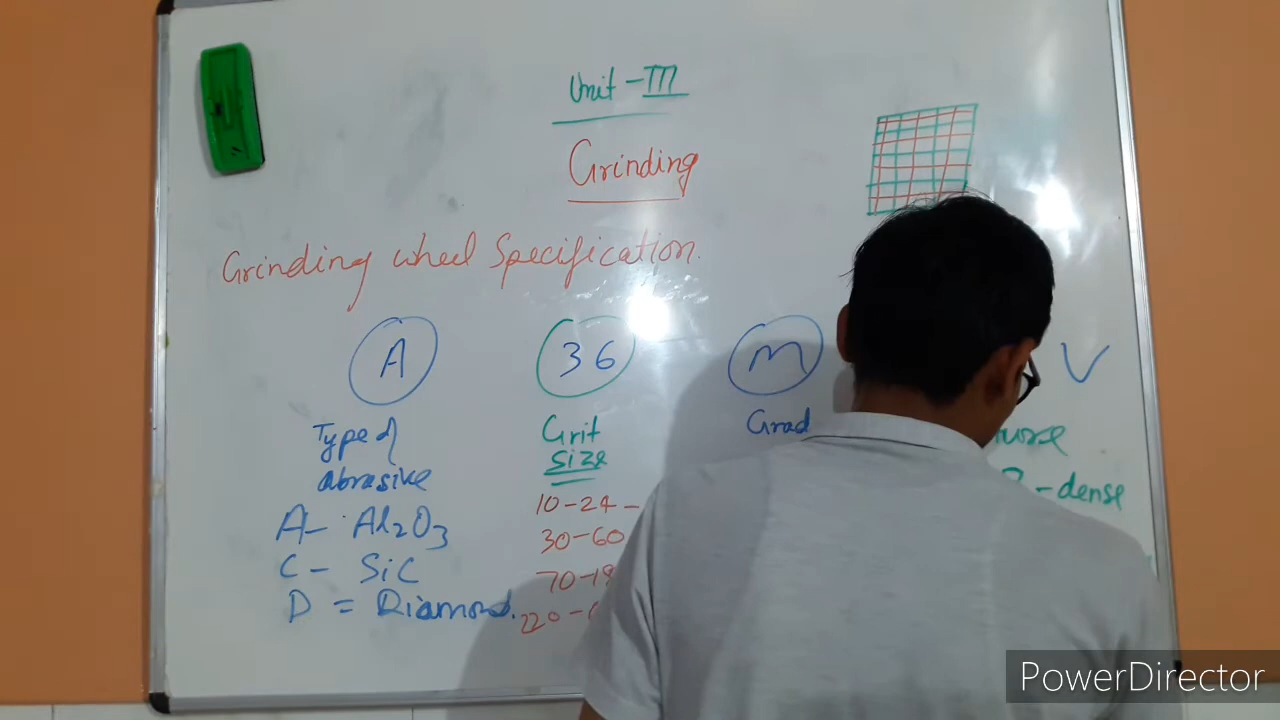 Unit - III
Grinding
Grinding wheel Specification.
A 36 M V
Type of
abrasive
A - Al2O3
C - SiC
D = Diamond.
Grit
Size
10-24 -
30-60
70-18
220-
Grad
- dense
PowerDirector